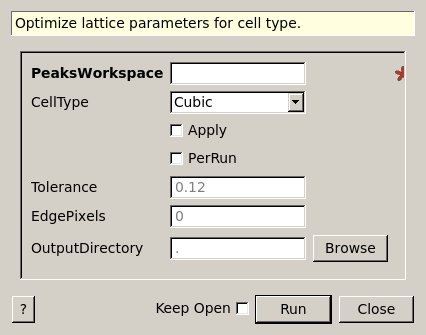 Optimize lattice parameters for cell type.
PeaksWorkspace
CellType Cubic
Apply
PerRun
Tolerance 0.12
EdgePixels 0
OutputDirectory . Browse
? Keep Open Run Close